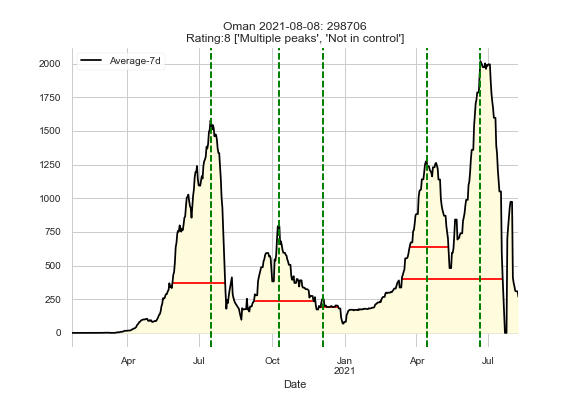 Oman 2021-08-08: 298706
Rating:8 ['Multiple peaks', 'Not in control']
Average-7d
2000
1750
1500
1250
1000
750
500
250
0
Apr
Jul
Oct
Jan
2021
Apr
Jul
Date